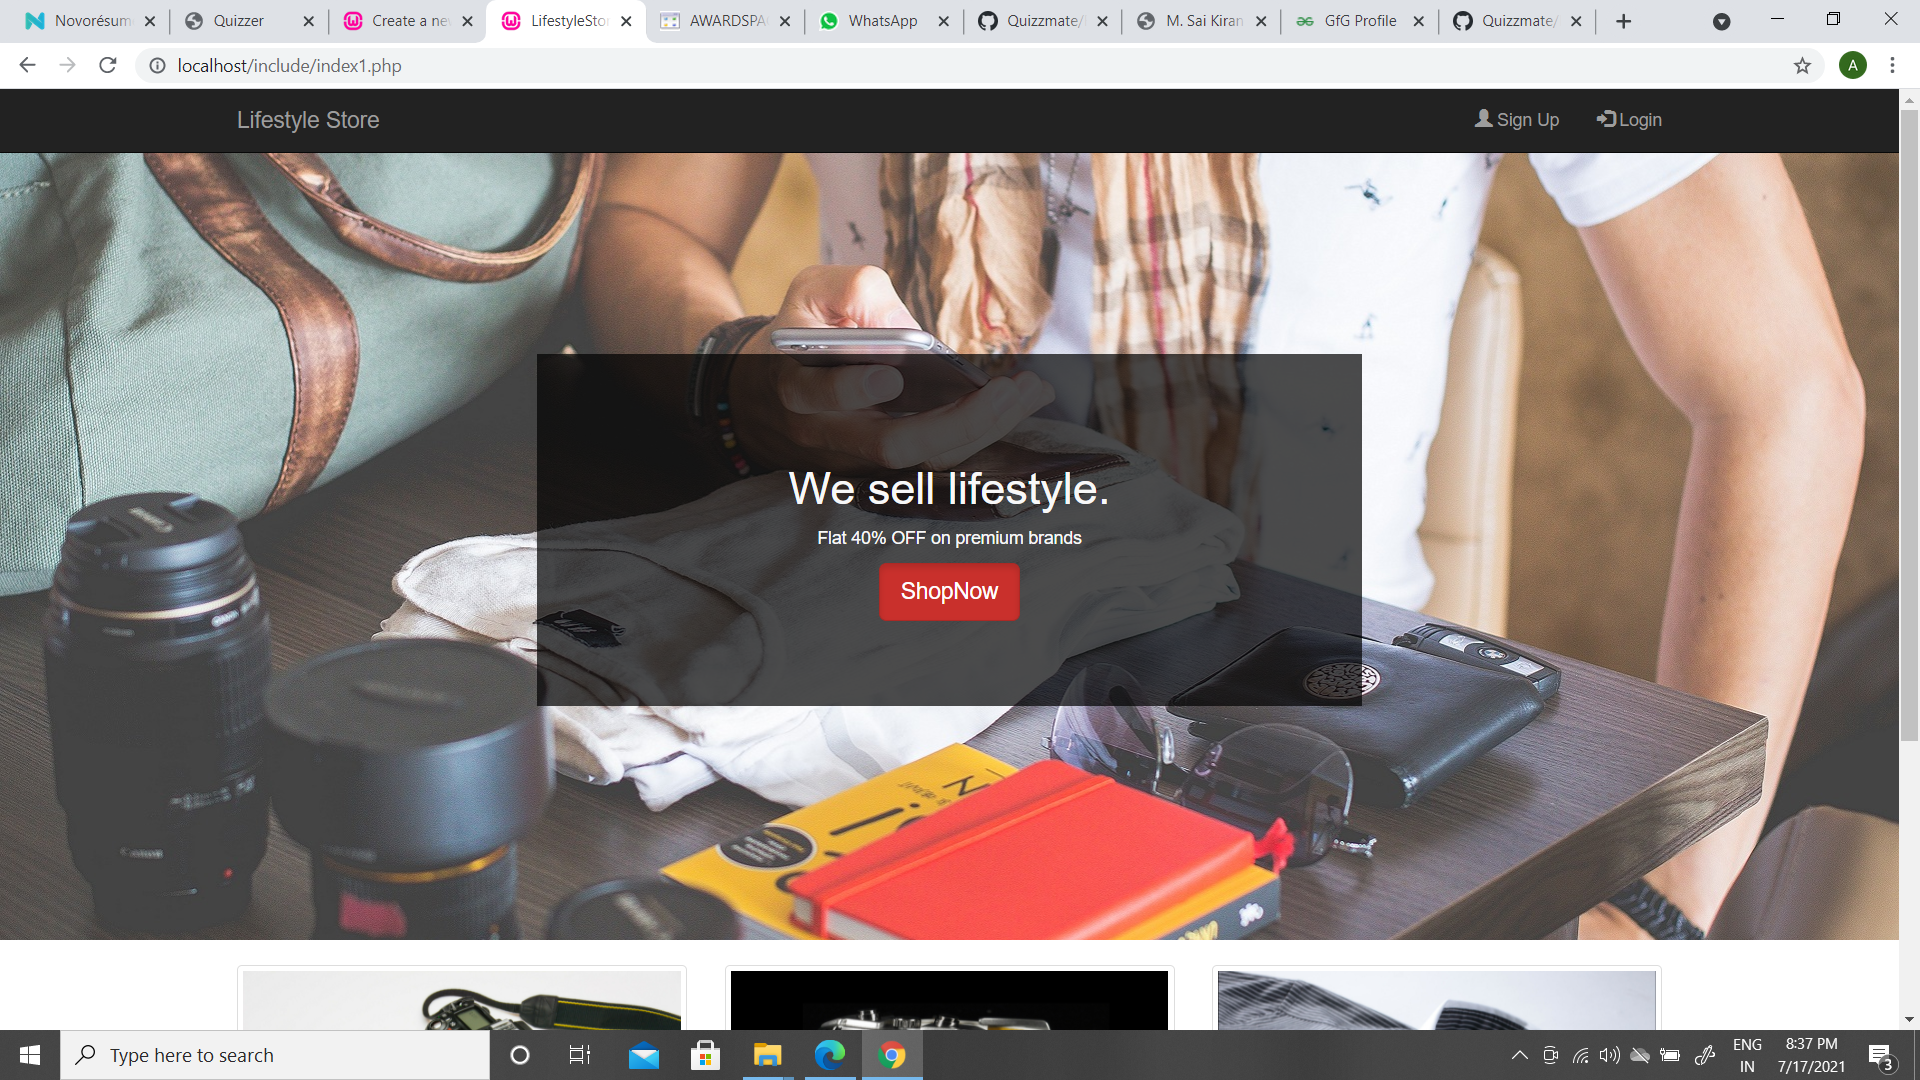 Novorésum
Quizzer
Create a ne
LifestyleSto
AWARDSPA
WhatsApp
Quizzmate/
M. Sai Kiran
GfG Profile
Quizzmate/
localhost/include/index1.php
A
Lifestyle Store
Sign Up
Login
We sell lifestyle.
Flat 40% OFF on premium brands
ShopNow
Canon
Type here to search
ENG
IN
8:37 PM
7/17/2021
3